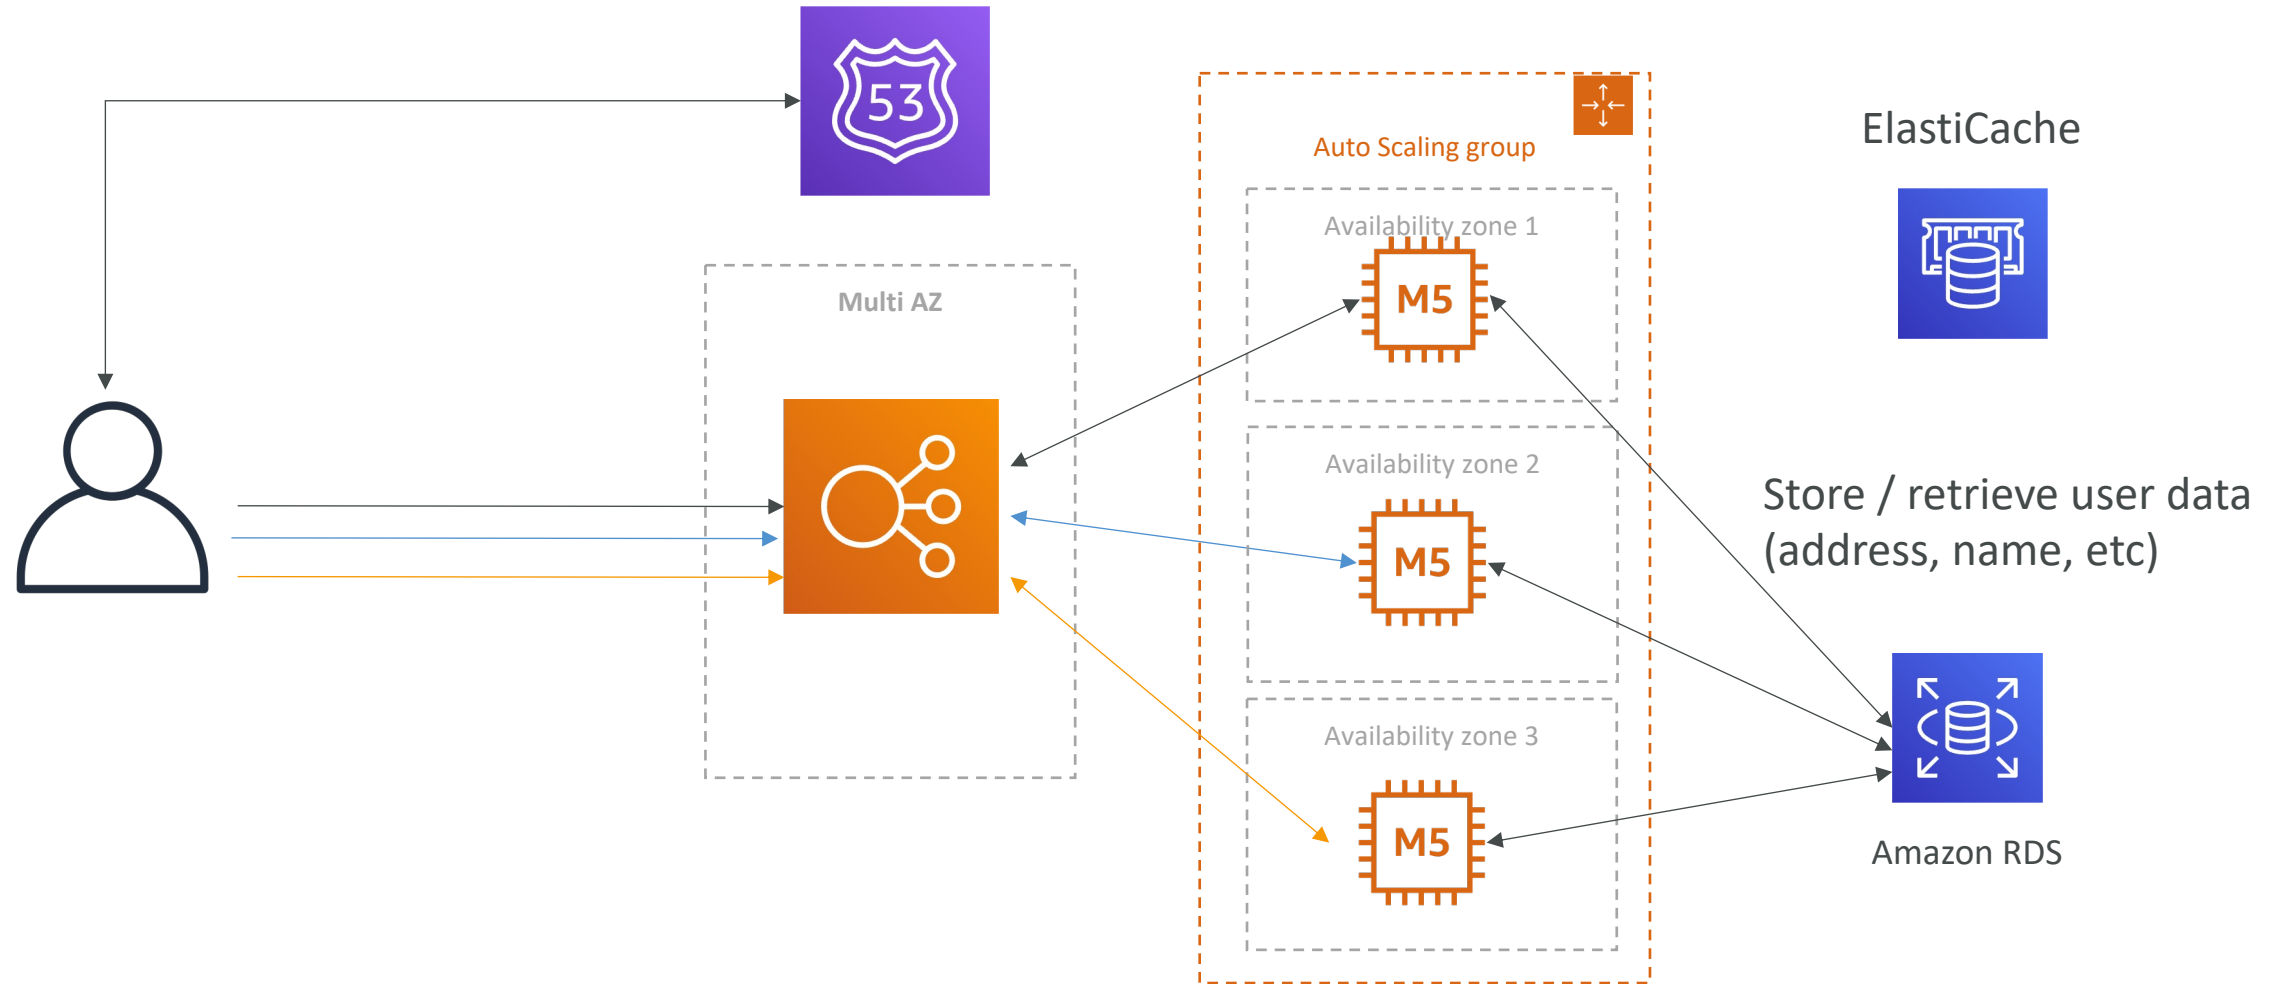 53
Auto Scaling group
ElastiCache
Availability zone 1
M5
Multi AZ
Availability zone 2
M5
Store / retrieve user data
(address, name, etc)
Availability zone 3
M5
Amazon RDS